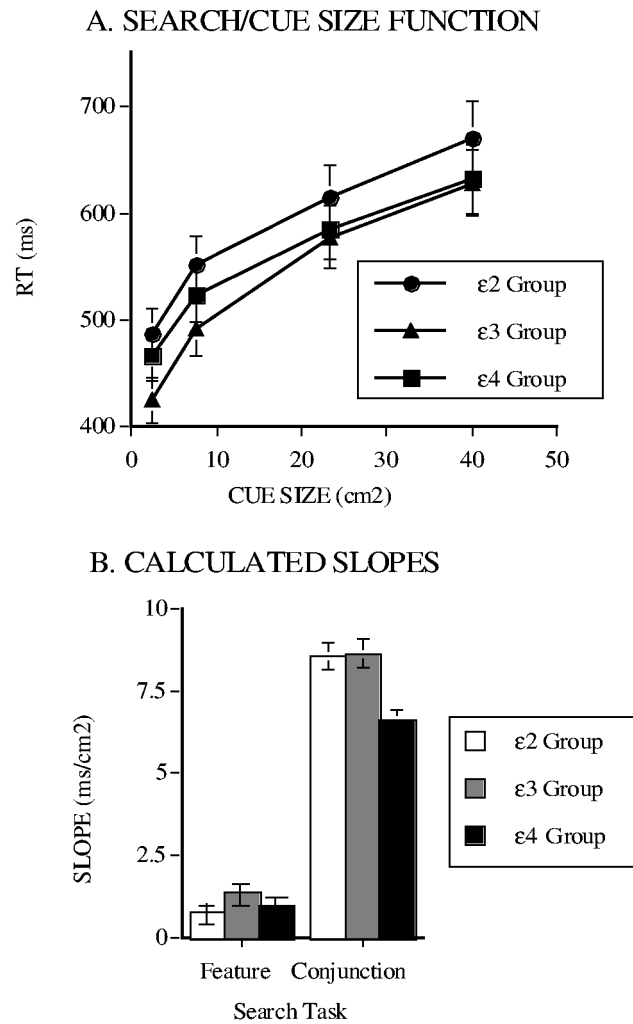 A. SEARCH/CUE SIZE FUNCTION
700
600
500
400
RT (ms)
ε2 Group
ε3 Group
ε4 Group
0 10 20 30 40 50
CUE SIZE (cm2)
B. CALCULATED SLOPES
10
7.5
5
2.5
0
SLOPE (ms/cm2)
ε2 Group
ε3 Group
ε4 Group
Feature Conjunction
Search Task